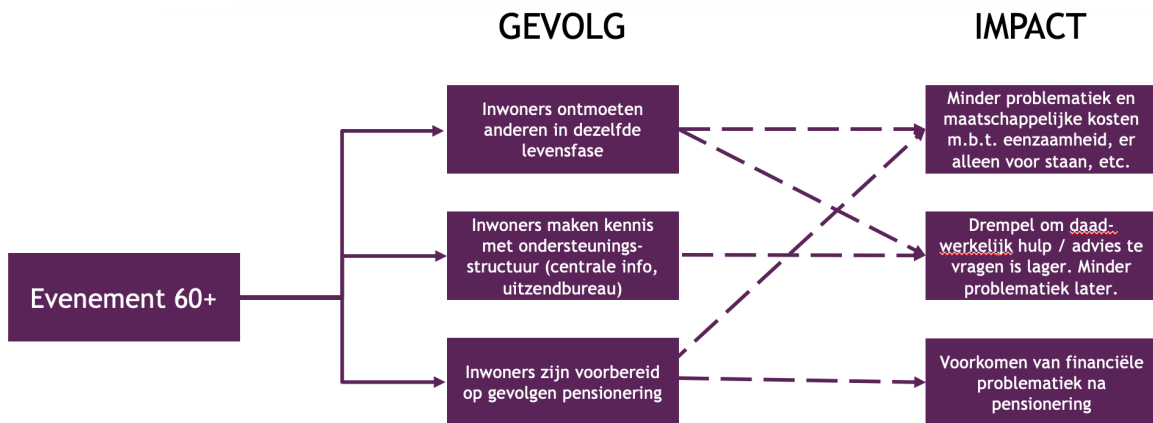 GEVOLG
IMPACT
Inwoners ontmoeten
anderen in dezelfde
levensfase
Minder problematiek en
maatschappelijke kosten
m.b.t. eenzaamheid, er
alleen voor staan, etc.
Evenement 60+
Inwoners maken kennis
met ondersteunings-
structuur (centrale info,
uitzendbureau)
Drempel om daad-
werkelijk hulp / advies te
vragen is lager. Minder
problematiek later.
Inwoners zijn voorbereid
op gevolgen pensionering
Voorkomen van financiële
problematiek na
pensionering